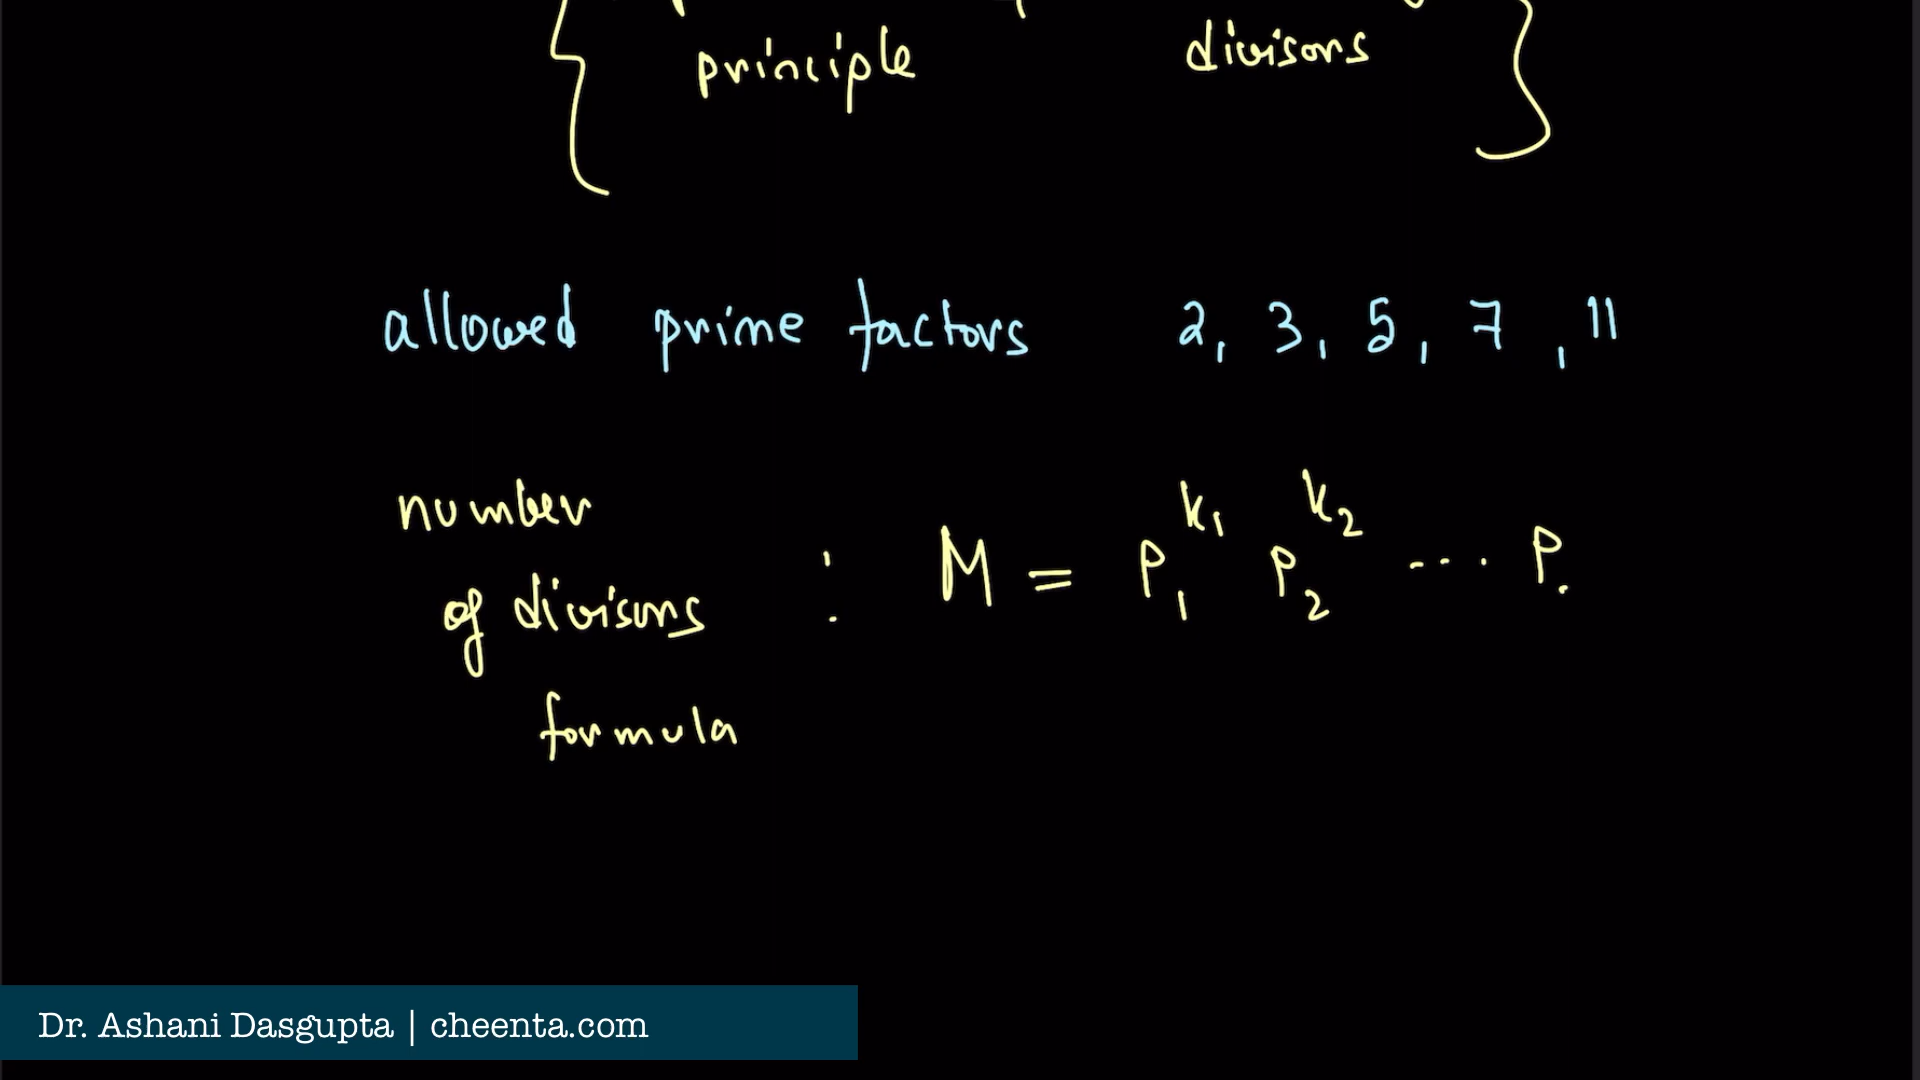 principle divisors
allowed prime factors 2, 3, 5, 7, 11
number
of divisors : M = P₁^k₁ P₂^k₂ ... P.
formula
Dr. Ashani Dasgupta | cheenta.com